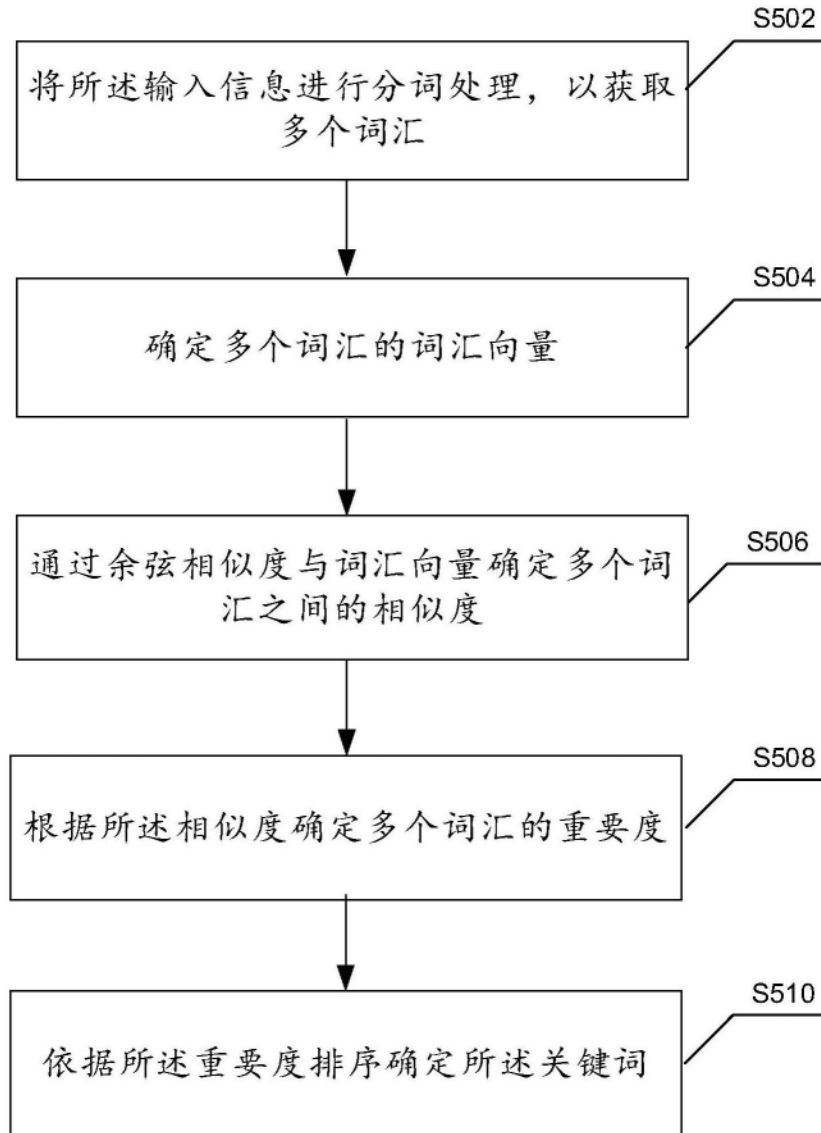 S502
将所述输入信息进行分词处理，以获取
多个词汇
S504
确定多个词汇的词汇向量
S506
通过余弦相似度与词汇向量确定多个词
汇之间的相似度
S508
根据所述相似度确定多个词汇的重要度
S510
依据所述重要度排序确定所述关键词